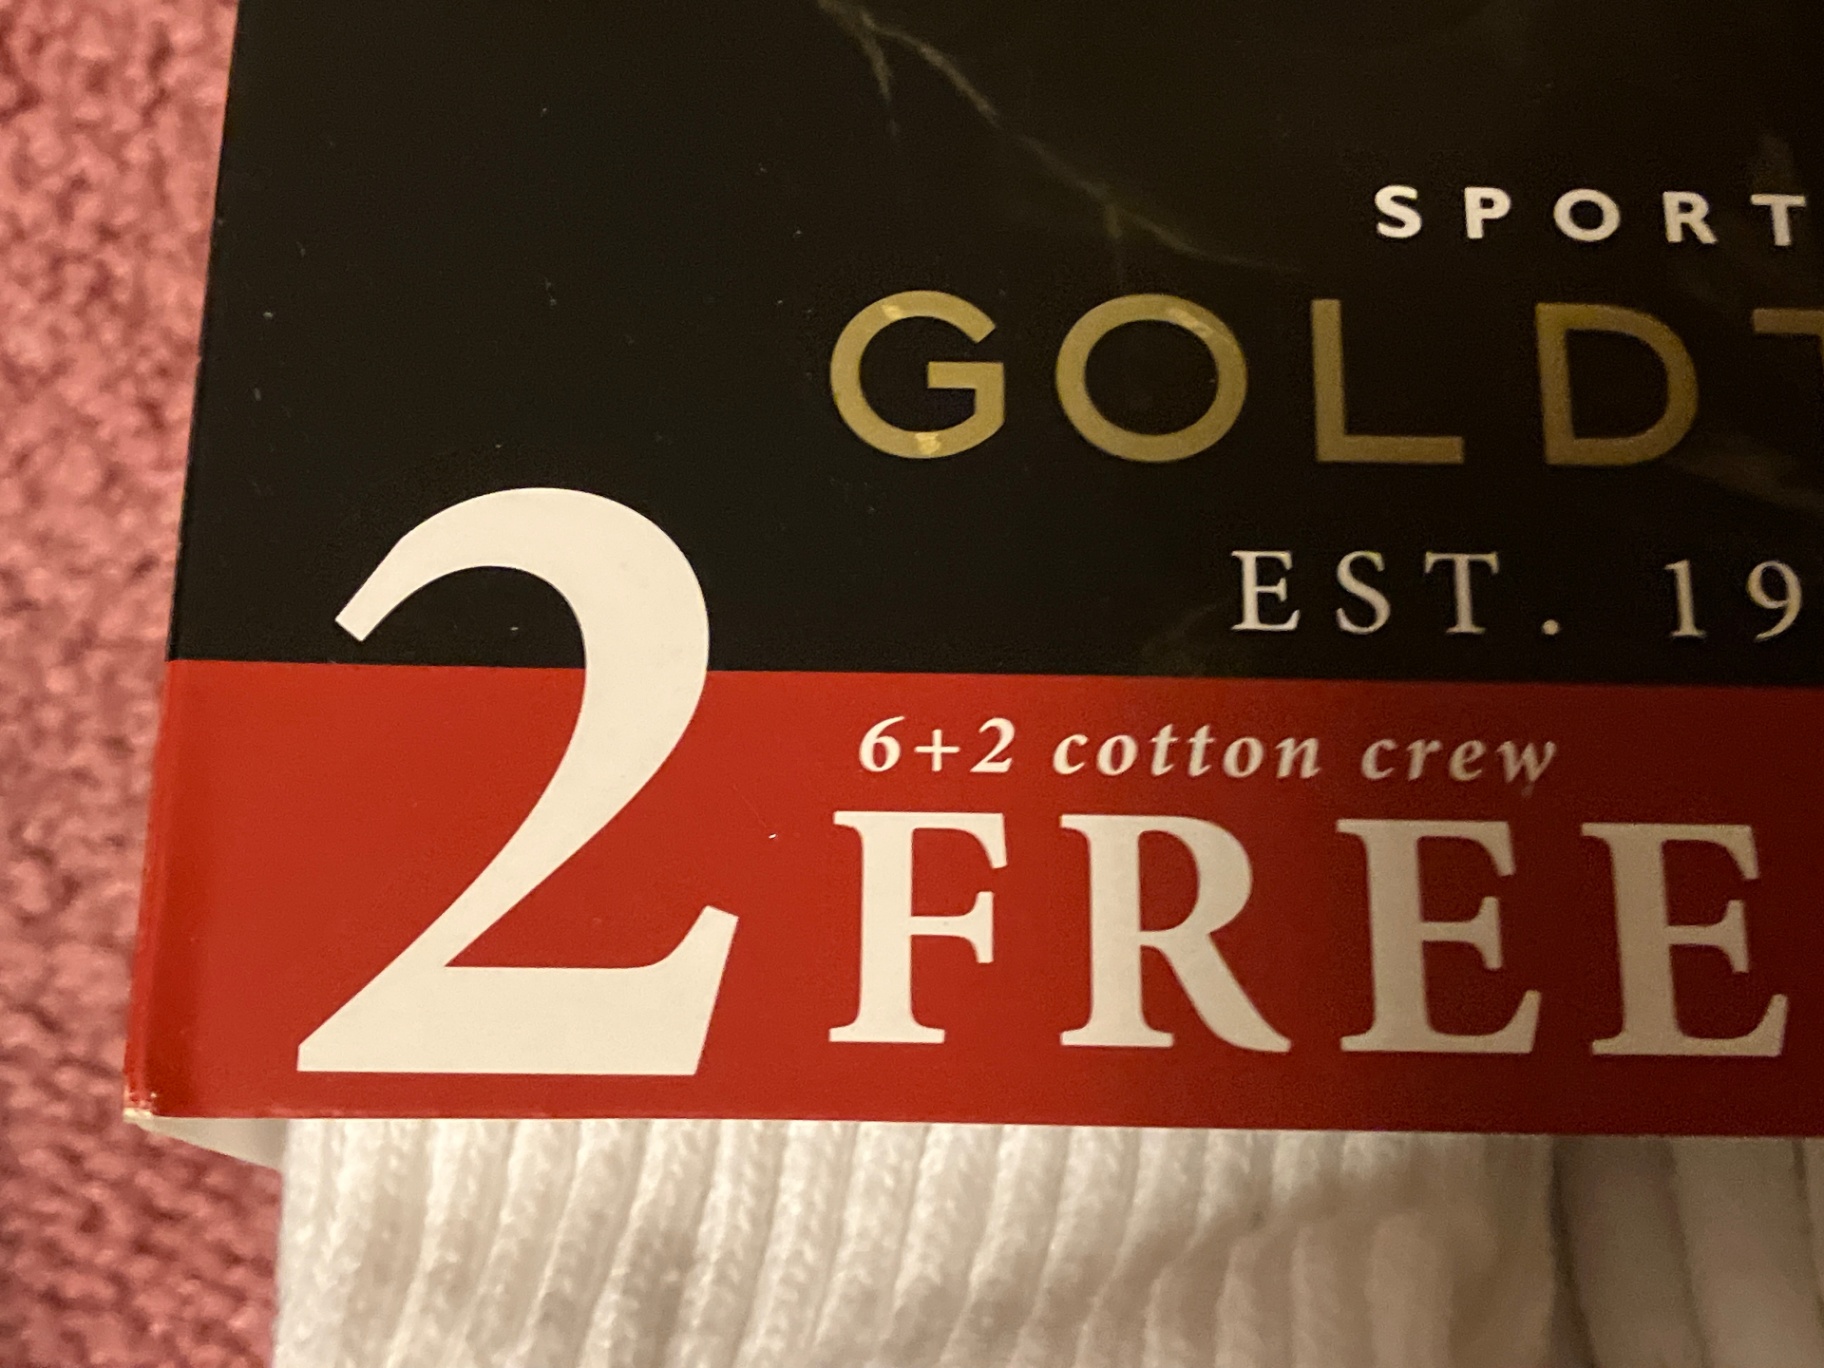 SPORT
GOLDT
EST. 19
6+2 cotton crew
2 FREE